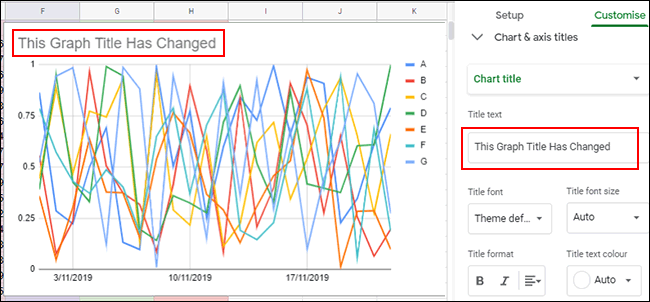 F G H I J
This Graph Title Has Changed
1
0.75
0.5
0.25
0
3/11/2019 10/11/2019 17/11/2019
A
B
C
D
E
F
G
Setup Customise
Chart & axis titles
Chart title
Title text
This Graph Title Has Changed
Title font Title font size
Theme def... Auto
Title format Title text colour
B I Auto